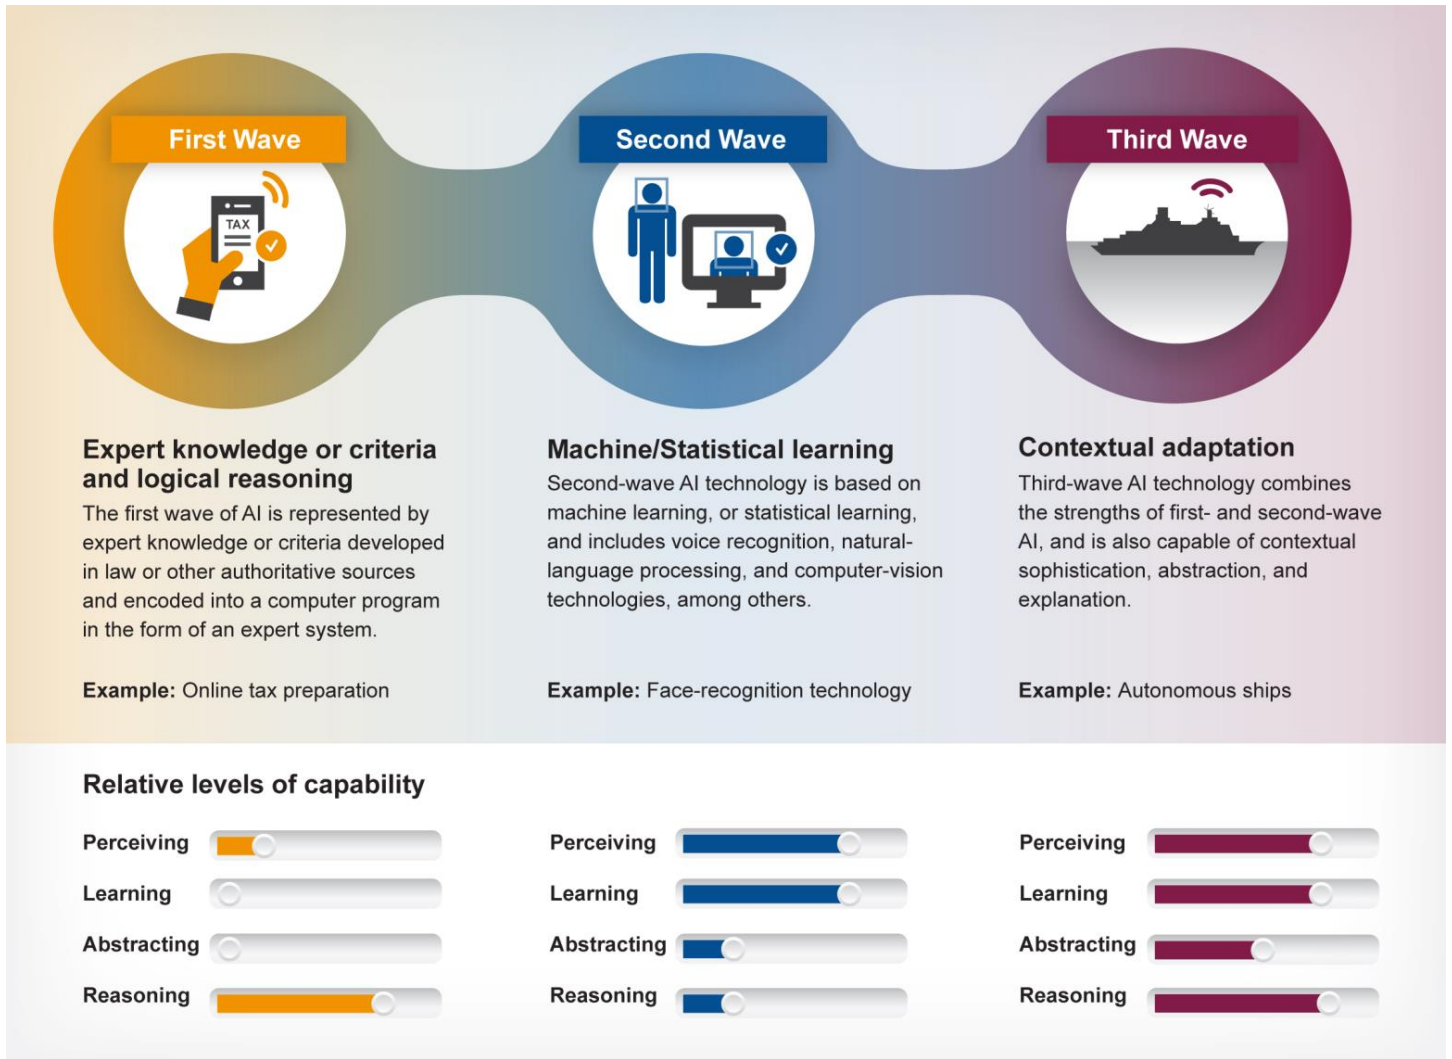 First Wave
TAX
Expert knowledge or criteria
and logical reasoning
The first wave of AI is represented by
expert knowledge or criteria developed
in law or other authoritative sources
and encoded into a computer program
in the form of an expert system.
Example: Online tax preparation
Second Wave
Machine/Statistical learning
Second-wave AI technology is based on
machine learning, or statistical learning,
and includes voice recognition, natural-
language processing, and computer-vision
technologies, among others.
Example: Face-recognition technology
Third Wave
Contextual adaptation
Third-wave AI technology combines
the strengths of first- and second-wave
AI, and is also capable of contextual
sophistication, abstraction, and
explanation.
Example: Autonomous ships
Relative levels of capability
Perceiving
Learning
Abstracting
Reasoning
Perceiving
Learning
Abstracting
Reasoning
Perceiving
Learning
Abstracting
Reasoning